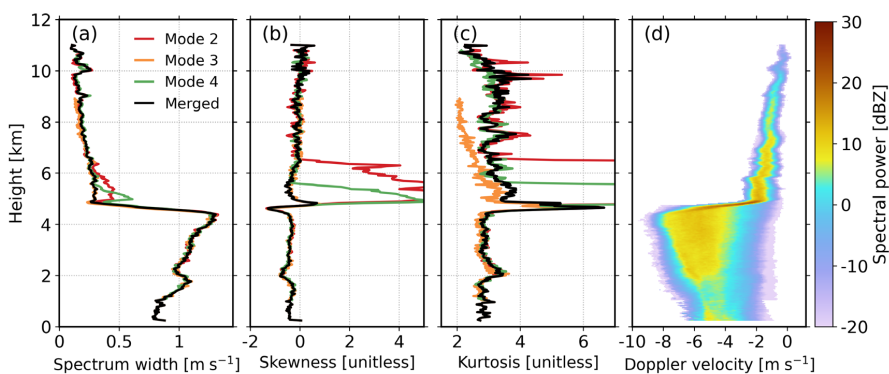 (a)
(b)
(c)
(d)
Mode 2
Mode 3
Mode 4
Merged
Height [km]
12
10
8
6
4
2
0
0 0.5 1
Spectrum width [m s⁻¹]
0 2 4
Skewness [unitless]
2 4 6
Kurtosis [unitless]
-10 -8 -6 -4 -2 0
Doppler velocity [m s⁻¹]
30
20
10
0
-10
-20
Spectral power [dBZ]